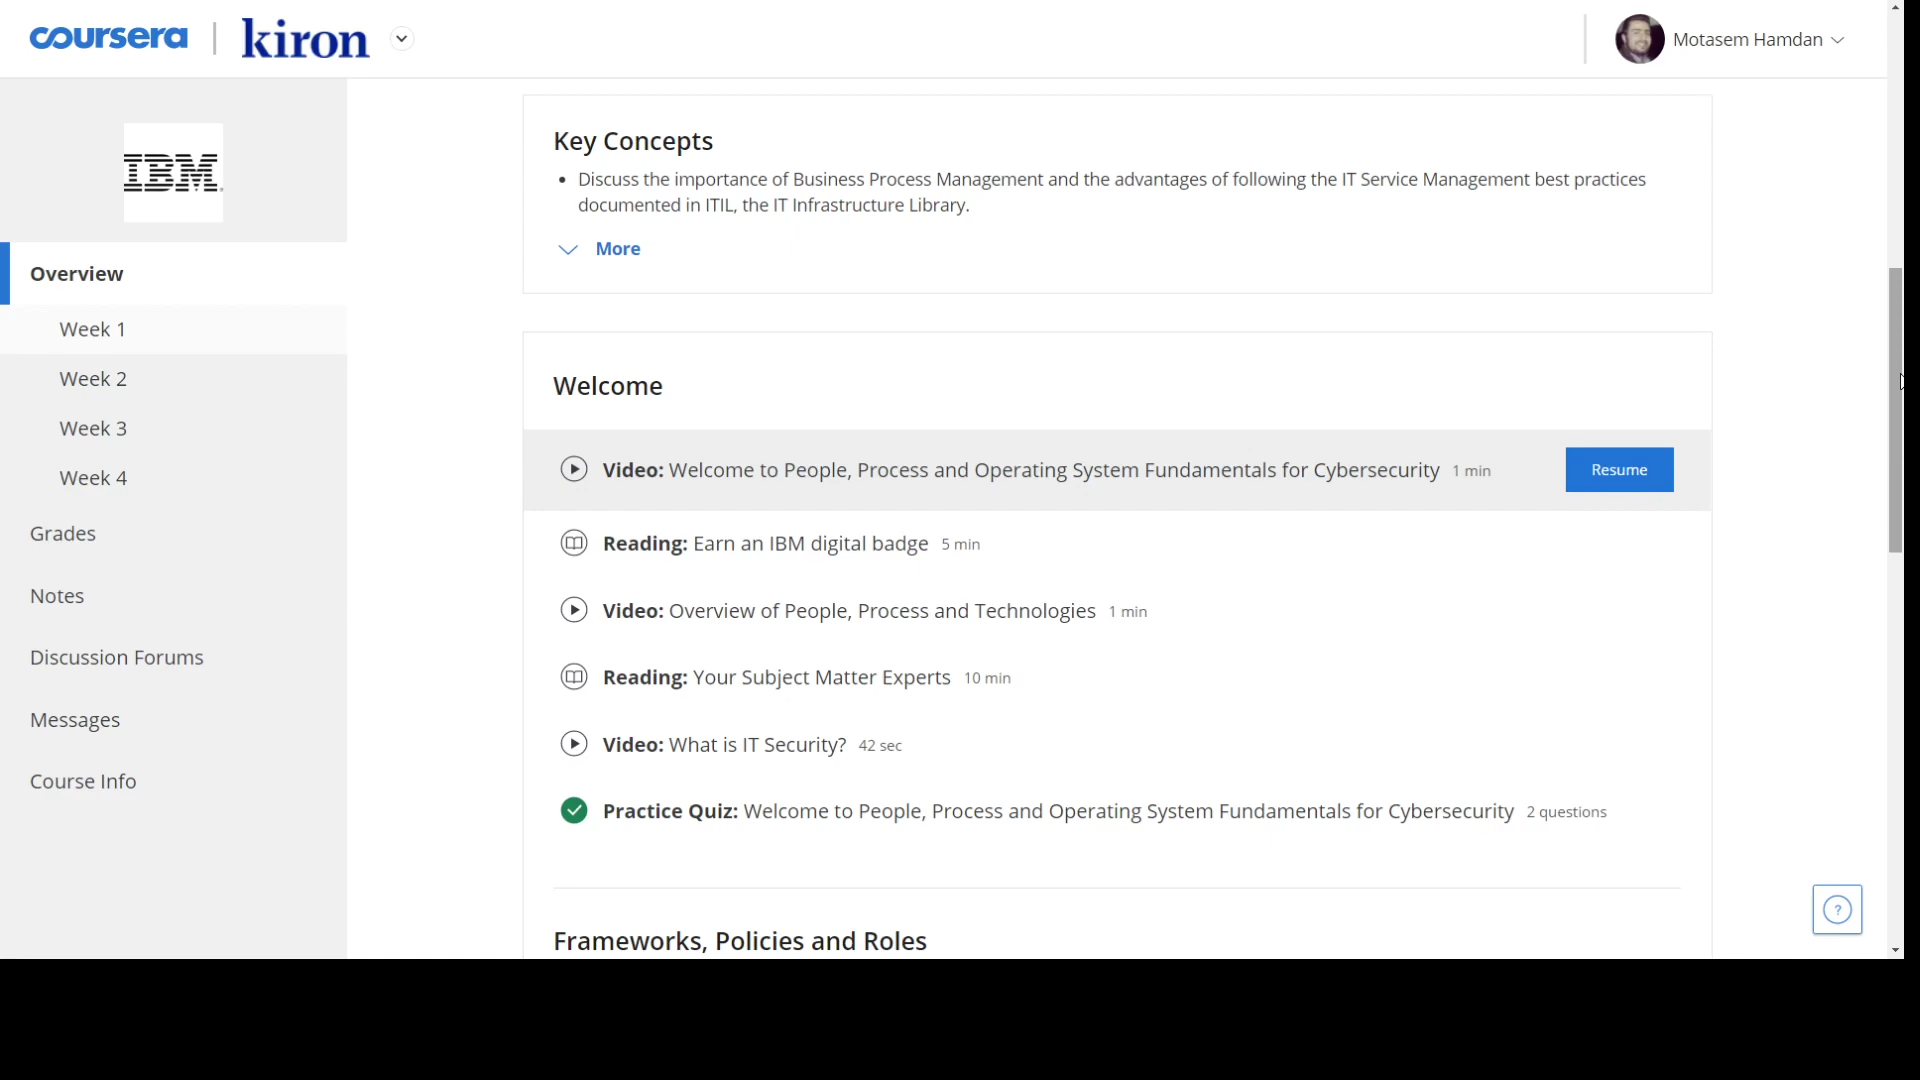 coursera | kiron
Motasem Hamdan
IBM
Overview
Week 1
Week 2
Week 3
Week 4
Grades
Notes
Discussion Forums
Messages
Course Info
Key Concepts
• Discuss the importance of Business Process Management and the advantages of following the IT Service Management best practices
documented in ITIL, the IT Infrastructure Library.
More
Welcome
Video: Welcome to People, Process and Operating System Fundamentals for Cybersecurity 1 min
Resume
Reading: Earn an IBM digital badge 5 min
Video: Overview of People, Process and Technologies 1 min
Reading: Your Subject Matter Experts 10 min
Video: What is IT Security? 42 sec
Practice Quiz: Welcome to People, Process and Operating System Fundamentals for Cybersecurity 2 questions
Frameworks, Policies and Roles
?